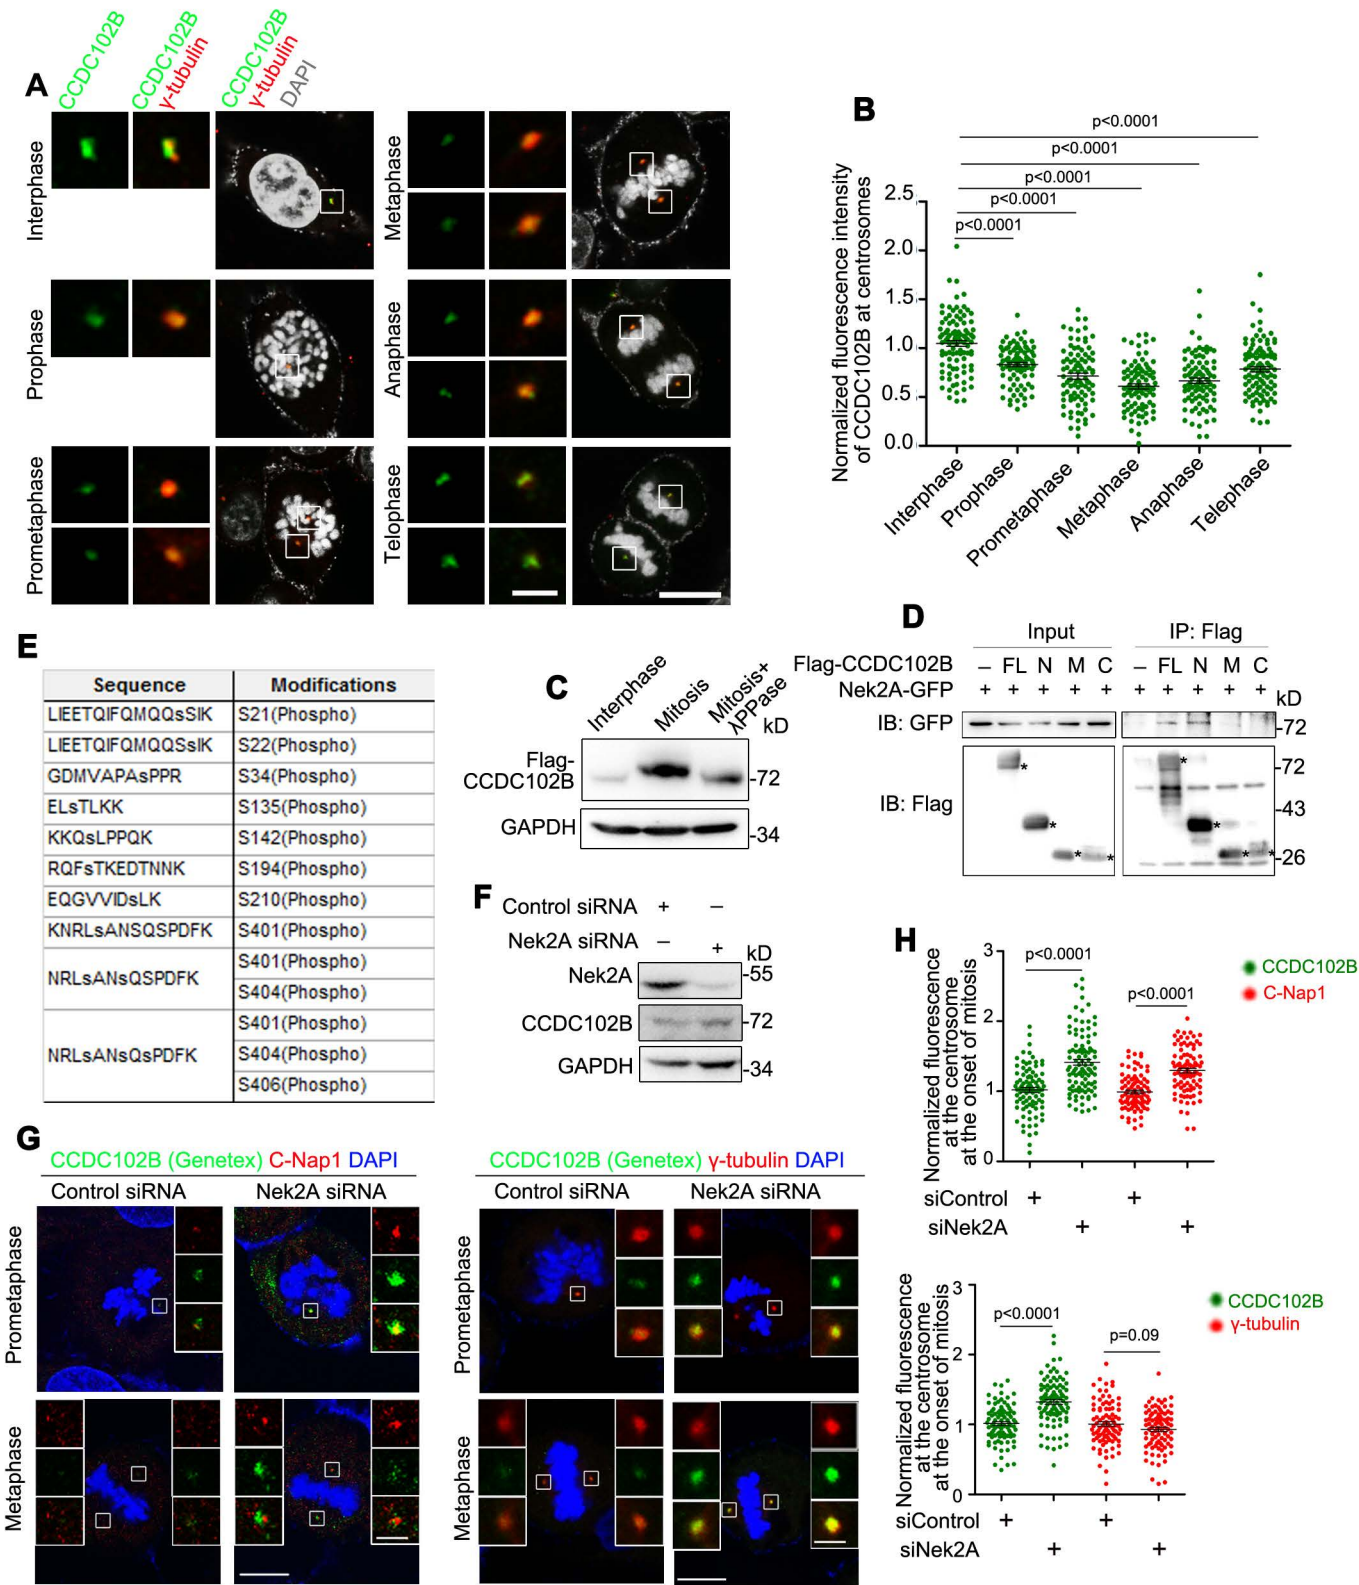 A
CCDC102B
CCDC102B
γ-tubulin
CCDC102B
γ-tubulin
DAPI
Interphase
Prophase
Prometaphase
Metaphase
Anaphase
Telophase
B
Normalized fluorescence intensity
of CCDC102B at centrosomes
p<0.0001
p<0.0001
p<0.0001
p<0.0001
p<0.0001
2.5
2.0
1.5
1.0
0.5
0.0
Interphase
Prophase
Prometaphase
Metaphase
Anaphase
Telephase
E
Sequence Modifications
LIEETQIFQMQQsSIK S21(Phospho)
LIEETQIFQMQQSsIK S22(Phospho)
GDMVAPAsPPR S34(Phospho)
ELsTLKK S135(Phospho)
KKQsLPPQK S142(Phospho)
RQFsTKEDTNNK S194(Phospho)
EQGVVIDsLK S210(Phospho)
KNRLsANSQSPDFK S401(Phospho)
NRLsANsQSPDFK S401(Phospho)
S404(Phospho)
NRLsANsQsPDFK S401(Phospho)
S404(Phospho)
S406(Phospho)
C
Interphase
Mitosis
Mitosis+
λPPase
kD
Flag-
CCDC102B
-72
GAPDH
-34
D
Input IP: Flag
Flag-CCDC102B – FL N M C – FL N M C
Nek2A-GFP + + + + + + + + + +
kD
IB: GFP -72
IB: Flag
* * * * * * * *
-72
-43
-26
F
Control siRNA + –
Nek2A siRNA – +
kD
Nek2A -55
CCDC102B -72
GAPDH -34
G
CCDC102B (Genetex) C-Nap1 DAPI
Control siRNA Nek2A siRNA
Prometaphase
Metaphase
CCDC102B (Genetex) γ-tubulin DAPI
Control siRNA Nek2A siRNA
Prometaphase
Metaphase
H
Normalized fluorescence
at the centrosome
at the onset of mitosis
3
2
1
0
p<0.0001
p<0.0001
CCDC102B
C-Nap1
siControl + +
siNek2A + +
Normalized fluorescence
at the centrosome
at the onset of mitosis
3
2
1
0
p<0.0001
p=0.09
CCDC102B
γ-tubulin
siControl + +
siNek2A + +